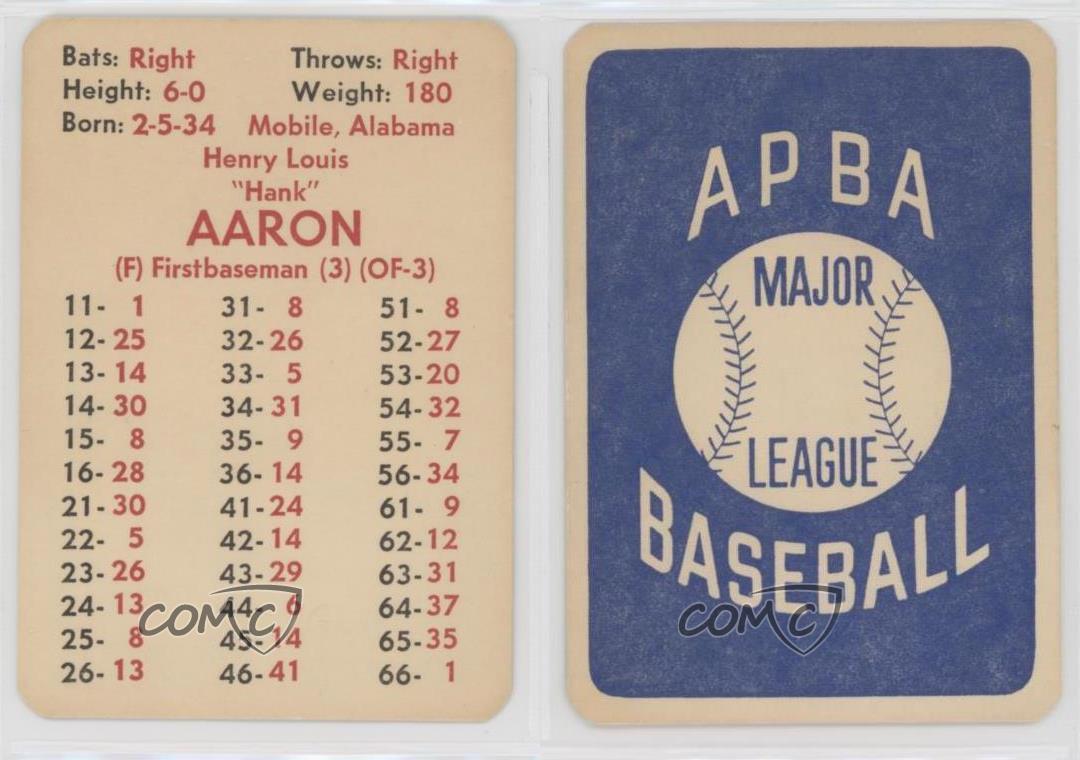 Bats: Right Throws: Right
Height: 6-0 Weight: 180
Born: 2-5-34 Mobile, Alabama
Henry Louis
"Hank"
AARON
(F) Firstbaseman (3) (OF-3)
11- 1 31- 8 51- 8
12-25 32-26 52-27
13-14 33- 5 53-20
14-30 34-31 54-32
15- 8 35- 9 55- 7
16-28 36-14 56-34
21-30 41-24 61- 9
22- 5 42-14 62-12
23-26 43-29 63-31
24-13 44- 6 64-37
25- 8 45-14 65-35
26-13 46-41 66- 1
COMC
APBA
MAJOR
LEAGUE
BASEBALL
COMC